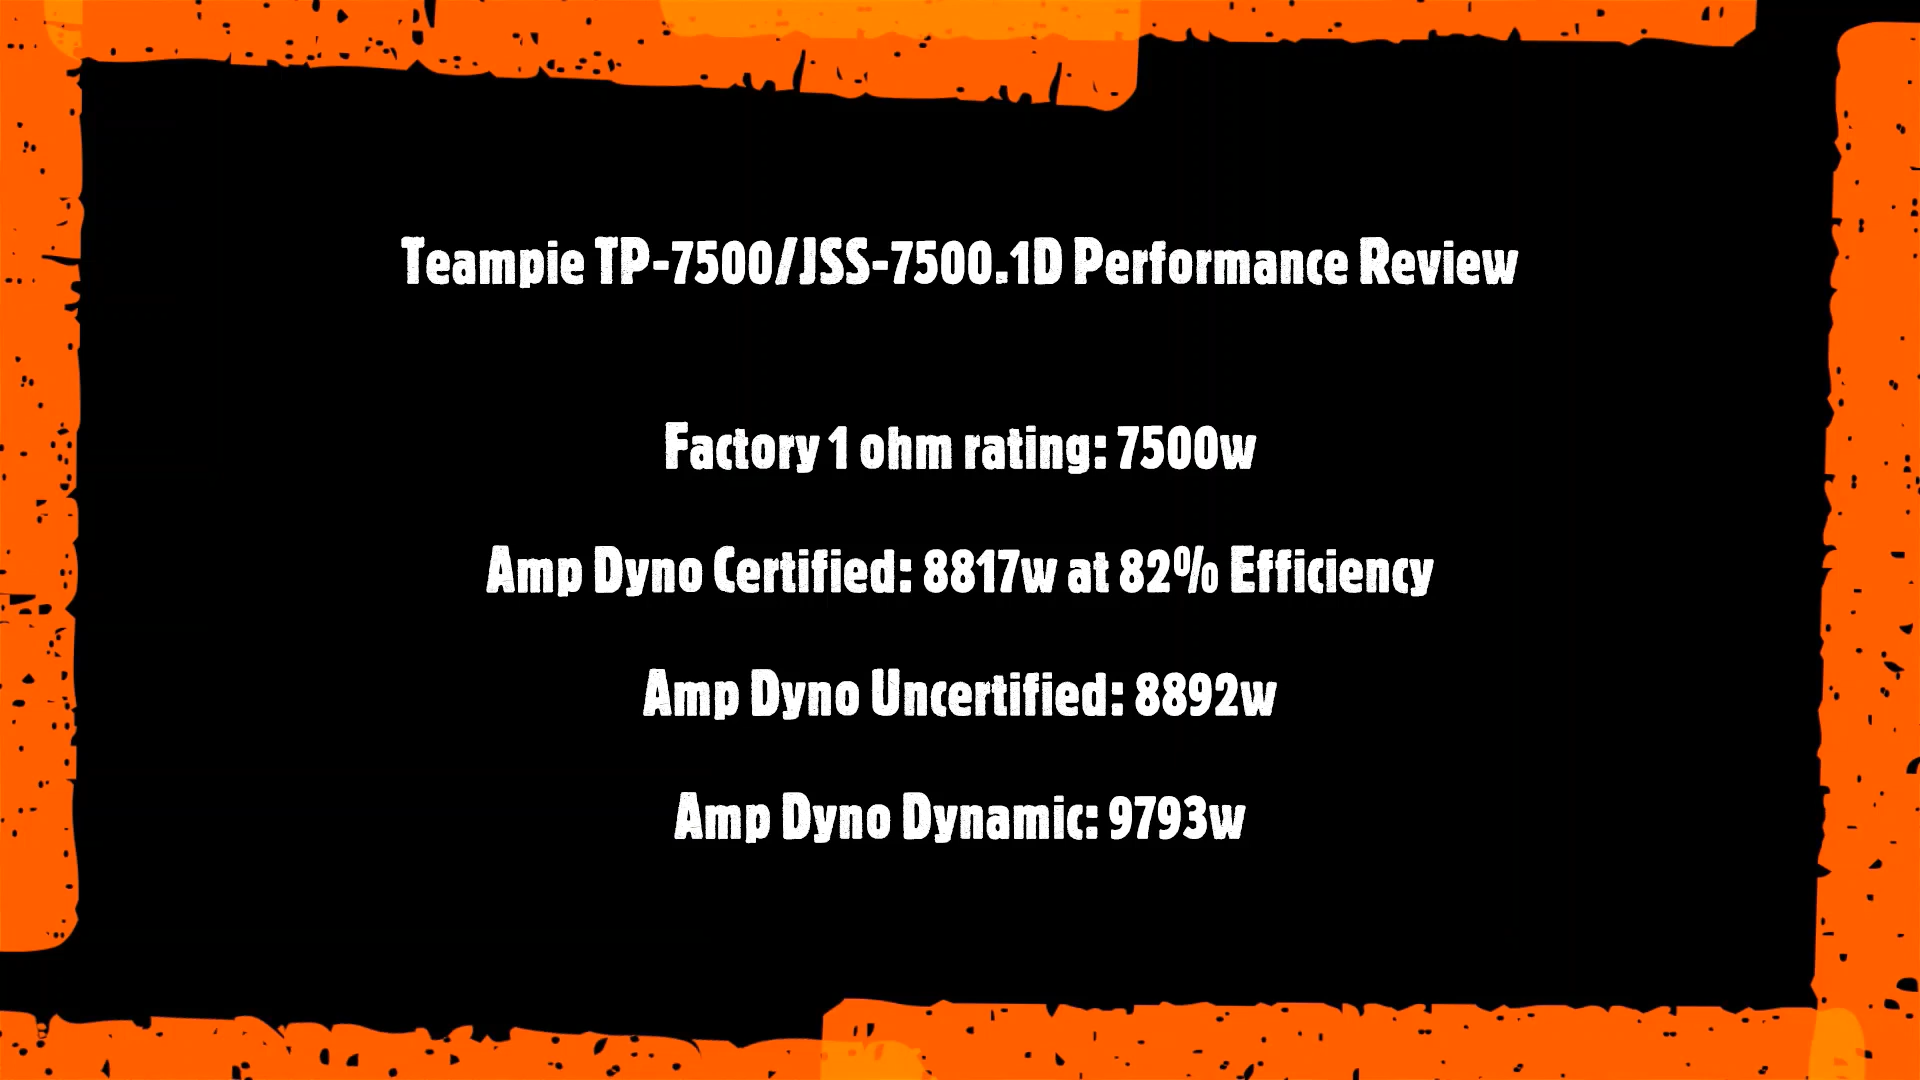 Teampie TP-7500/JSS-7500.1D Performance Review
Factory 1 ohm rating: 7500w
Amp Dyno Certified: 8817w at 82% Efficiency
Amp Dyno Uncertified: 8892w
Amp Dyno Dynamic: 9793w